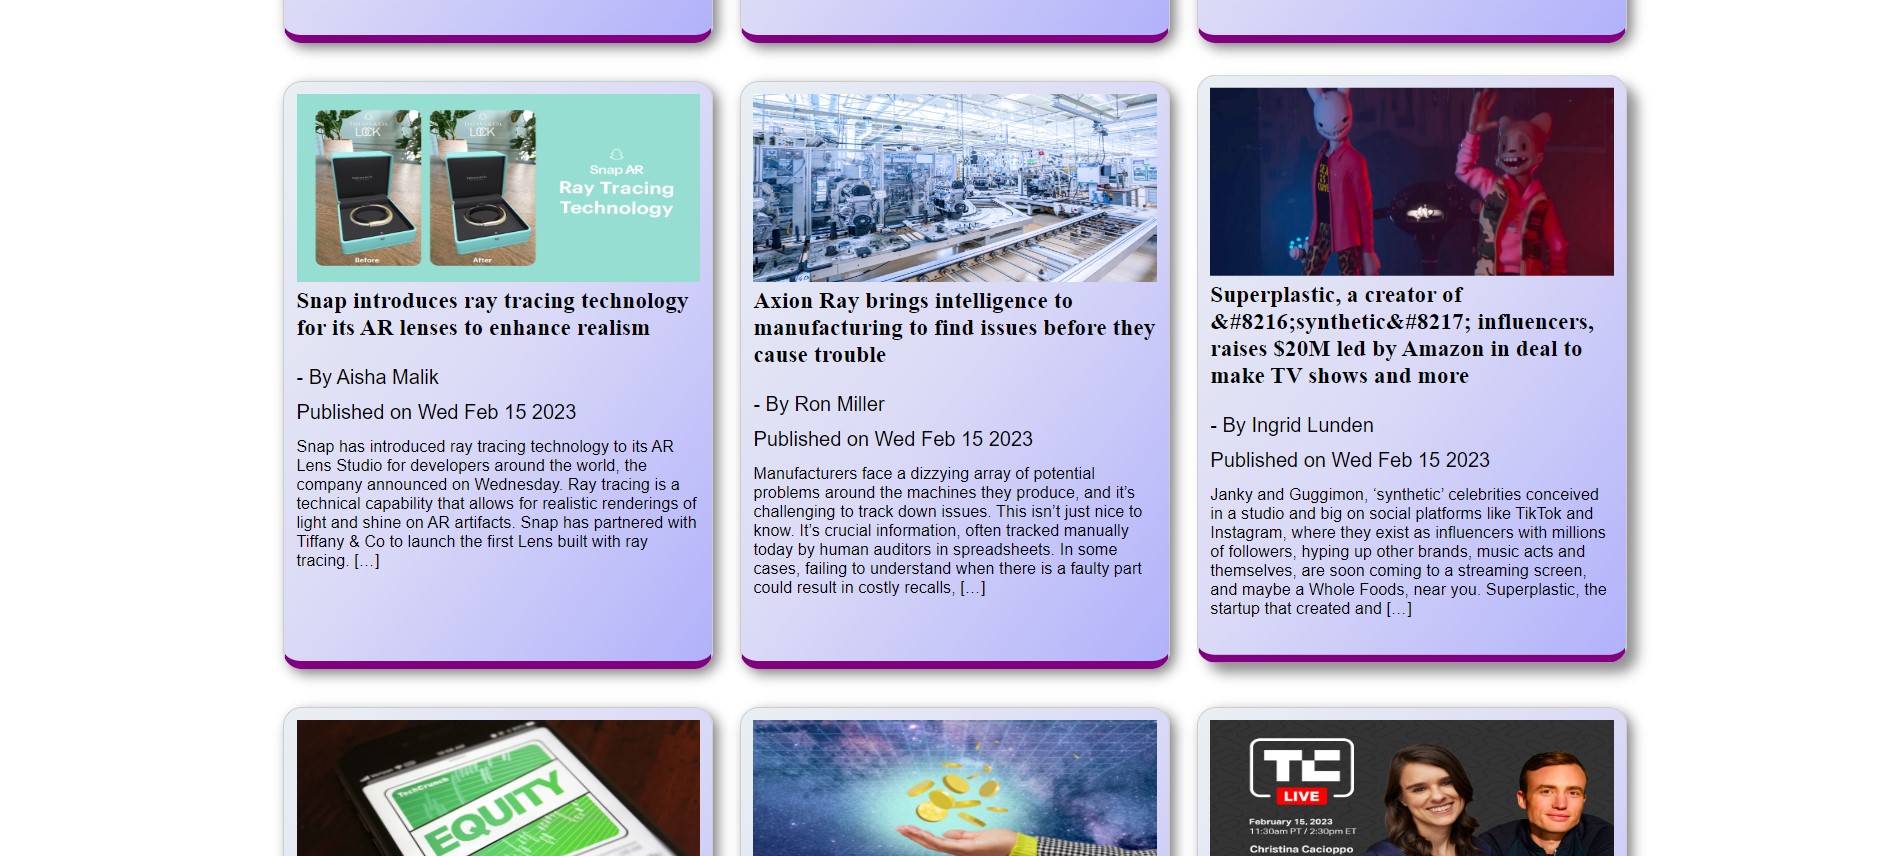 LOCK
LOCK
Before
After
Snap AR
Ray Tracing
Technology
Snap introduces ray tracing technology
for its AR lenses to enhance realism
- By Aisha Malik
Published on Wed Feb 15 2023
Snap has introduced ray tracing technology to its AR
Lens Studio for developers around the world, the
company announced on Wednesday. Ray tracing is a
technical capability that allows for realistic renderings of
light and shine on AR artifacts. Snap has partnered with
Tiffany & Co to launch the first Lens built with ray
tracing. […]
Axion Ray brings intelligence to
manufacturing to find issues before they
cause trouble
- By Ron Miller
Published on Wed Feb 15 2023
Manufacturers face a dizzying array of potential
problems around the machines they produce, and it’s
challenging to track down issues. This isn’t just nice to
know. It’s crucial information, often tracked manually
today by human auditors in spreadsheets. In some
cases, failing to understand when there is a faulty part
could result in costly recalls, […]
Superplastic, a creator of
&#8216;synthetic&#8217; influencers,
raises $20M led by Amazon in deal to
make TV shows and more
- By Ingrid Lunden
Published on Wed Feb 15 2023
Janky and Guggimon, ‘synthetic’ celebrities conceived
in a studio and big on social platforms like TikTok and
Instagram, where they exist as influencers with millions
of followers, hyping up other brands, music acts and
themselves, are soon coming to a streaming screen,
and maybe a Whole Foods, near you. Superplastic, the
startup that created and […]
TechCrunch
EQUITY
TC
LIVE
February 15, 2023
11:30am PT / 2:30pm ET
Christina Cacioppo